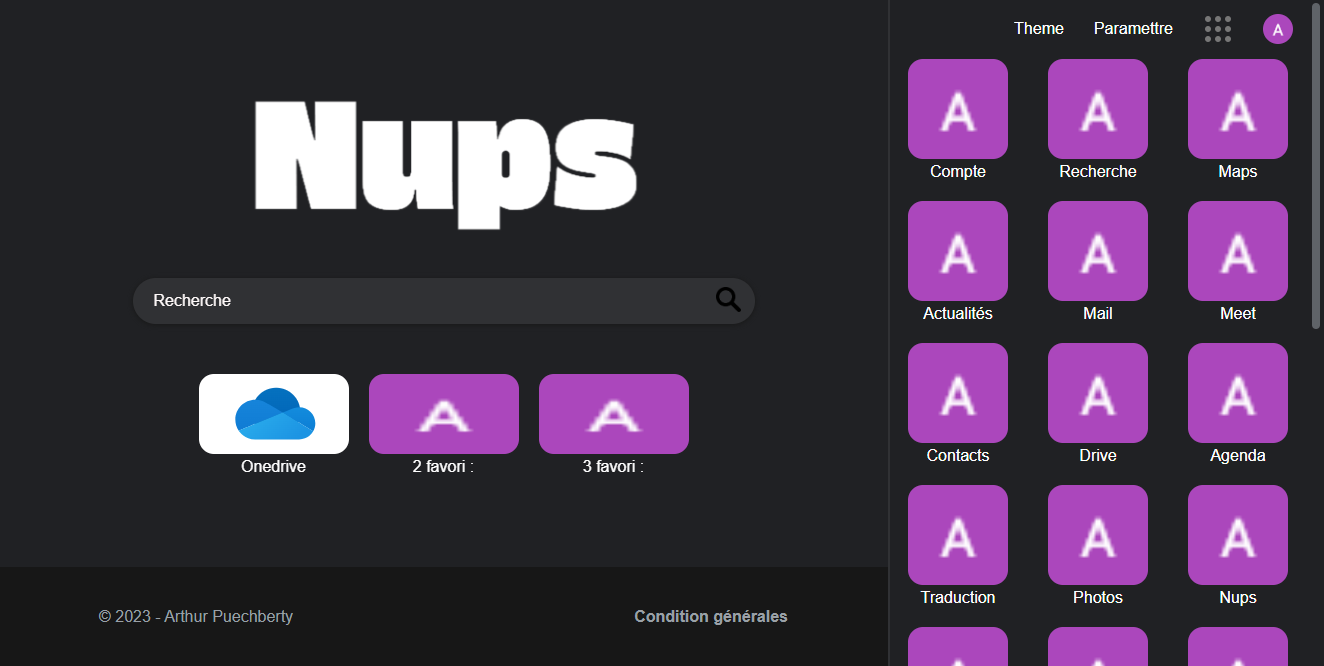 Theme Paramettre A
Nups
Recherche
Onedrive
A
2 favori :
A
3 favori :
© 2023 - Arthur Puechberty
Condition générales
A A A
Compte Recherche Maps
A A A
Actualités Mail Meet
A A A
Contacts Drive Agenda
A A A
Traduction Photos Nups